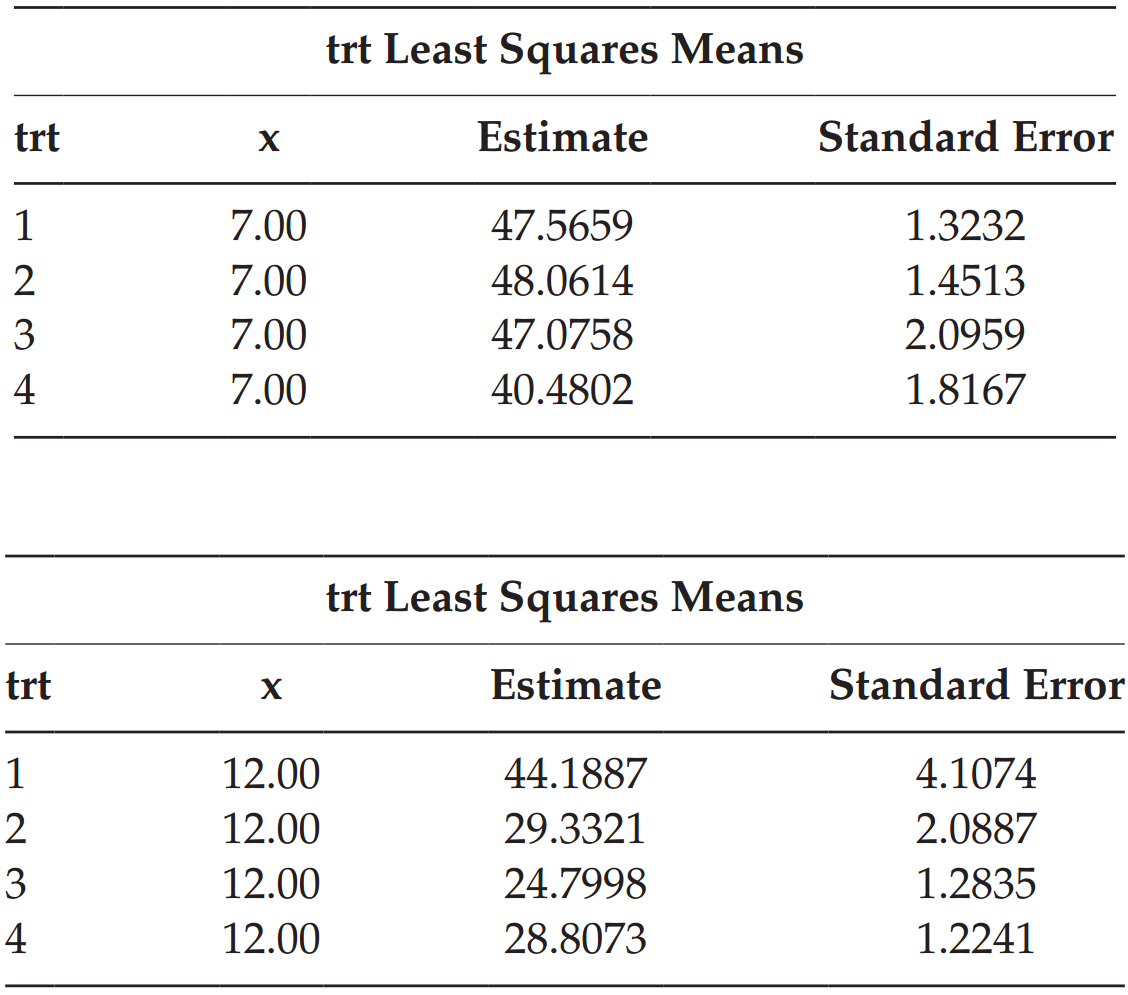 trt Least Squares Means
trt x Estimate Standard Error
1 7.00 47.5659 1.3232
2 7.00 48.0614 1.4513
3 7.00 47.0758 2.0959
4 7.00 40.4802 1.8167
trt Least Squares Means
trt x Estimate Standard Error
1 12.00 44.1887 4.1074
2 12.00 29.3321 2.0887
3 12.00 24.7998 1.2835
4 12.00 28.8073 1.2241